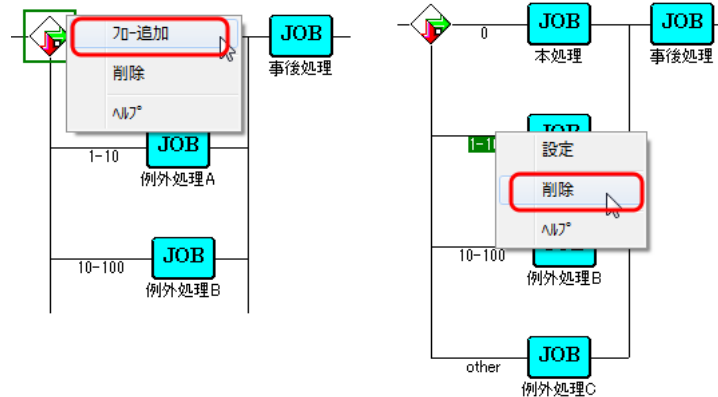 ﾌﾛｰ追加
削除
ﾍﾙﾌﾟ
JOB
事後処理
1-10
JOB
例外処理A
10-100
JOB
例外処理B
0
JOB
本処理
JOB
事後処理
JOB
1-10
設定
削除
ﾍﾙﾌﾟ
10-100
例外処理B
other
JOB
例外処理C